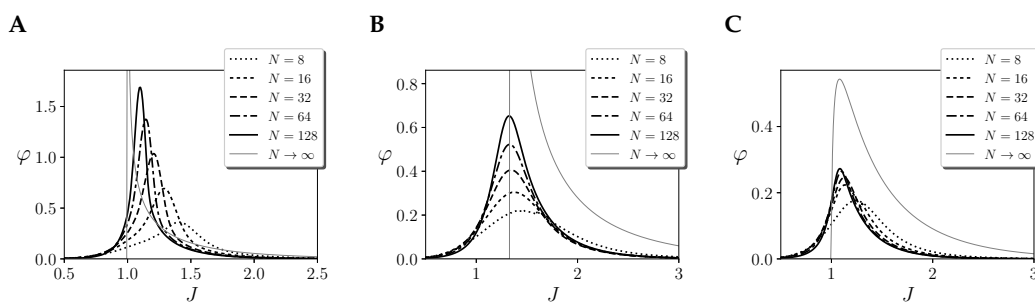 A
N = 8
N = 16
N = 32
N = 64
N = 128
N → ∞
φ
1.5
1.0
0.5
0.0
0.5 1.0 1.5 2.0 2.5
J
B
N = 8
N = 16
N = 32
N = 64
N = 128
N → ∞
φ
0.8
0.6
0.4
0.2
0.0
1 2 3
J
C
N = 8
N = 16
N = 32
N = 64
N = 128
N → ∞
φ
0.4
0.2
0.0
1 2 3
J